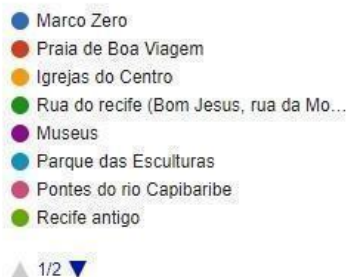 Marco Zero
Praia de Boa Viagem
Igrejas do Centro
Rua do recife (Bom Jesus, rua da Mo...
Museus
Parque das Esculturas
Pontes do rio Capibaribe
Recife antigo
1/2